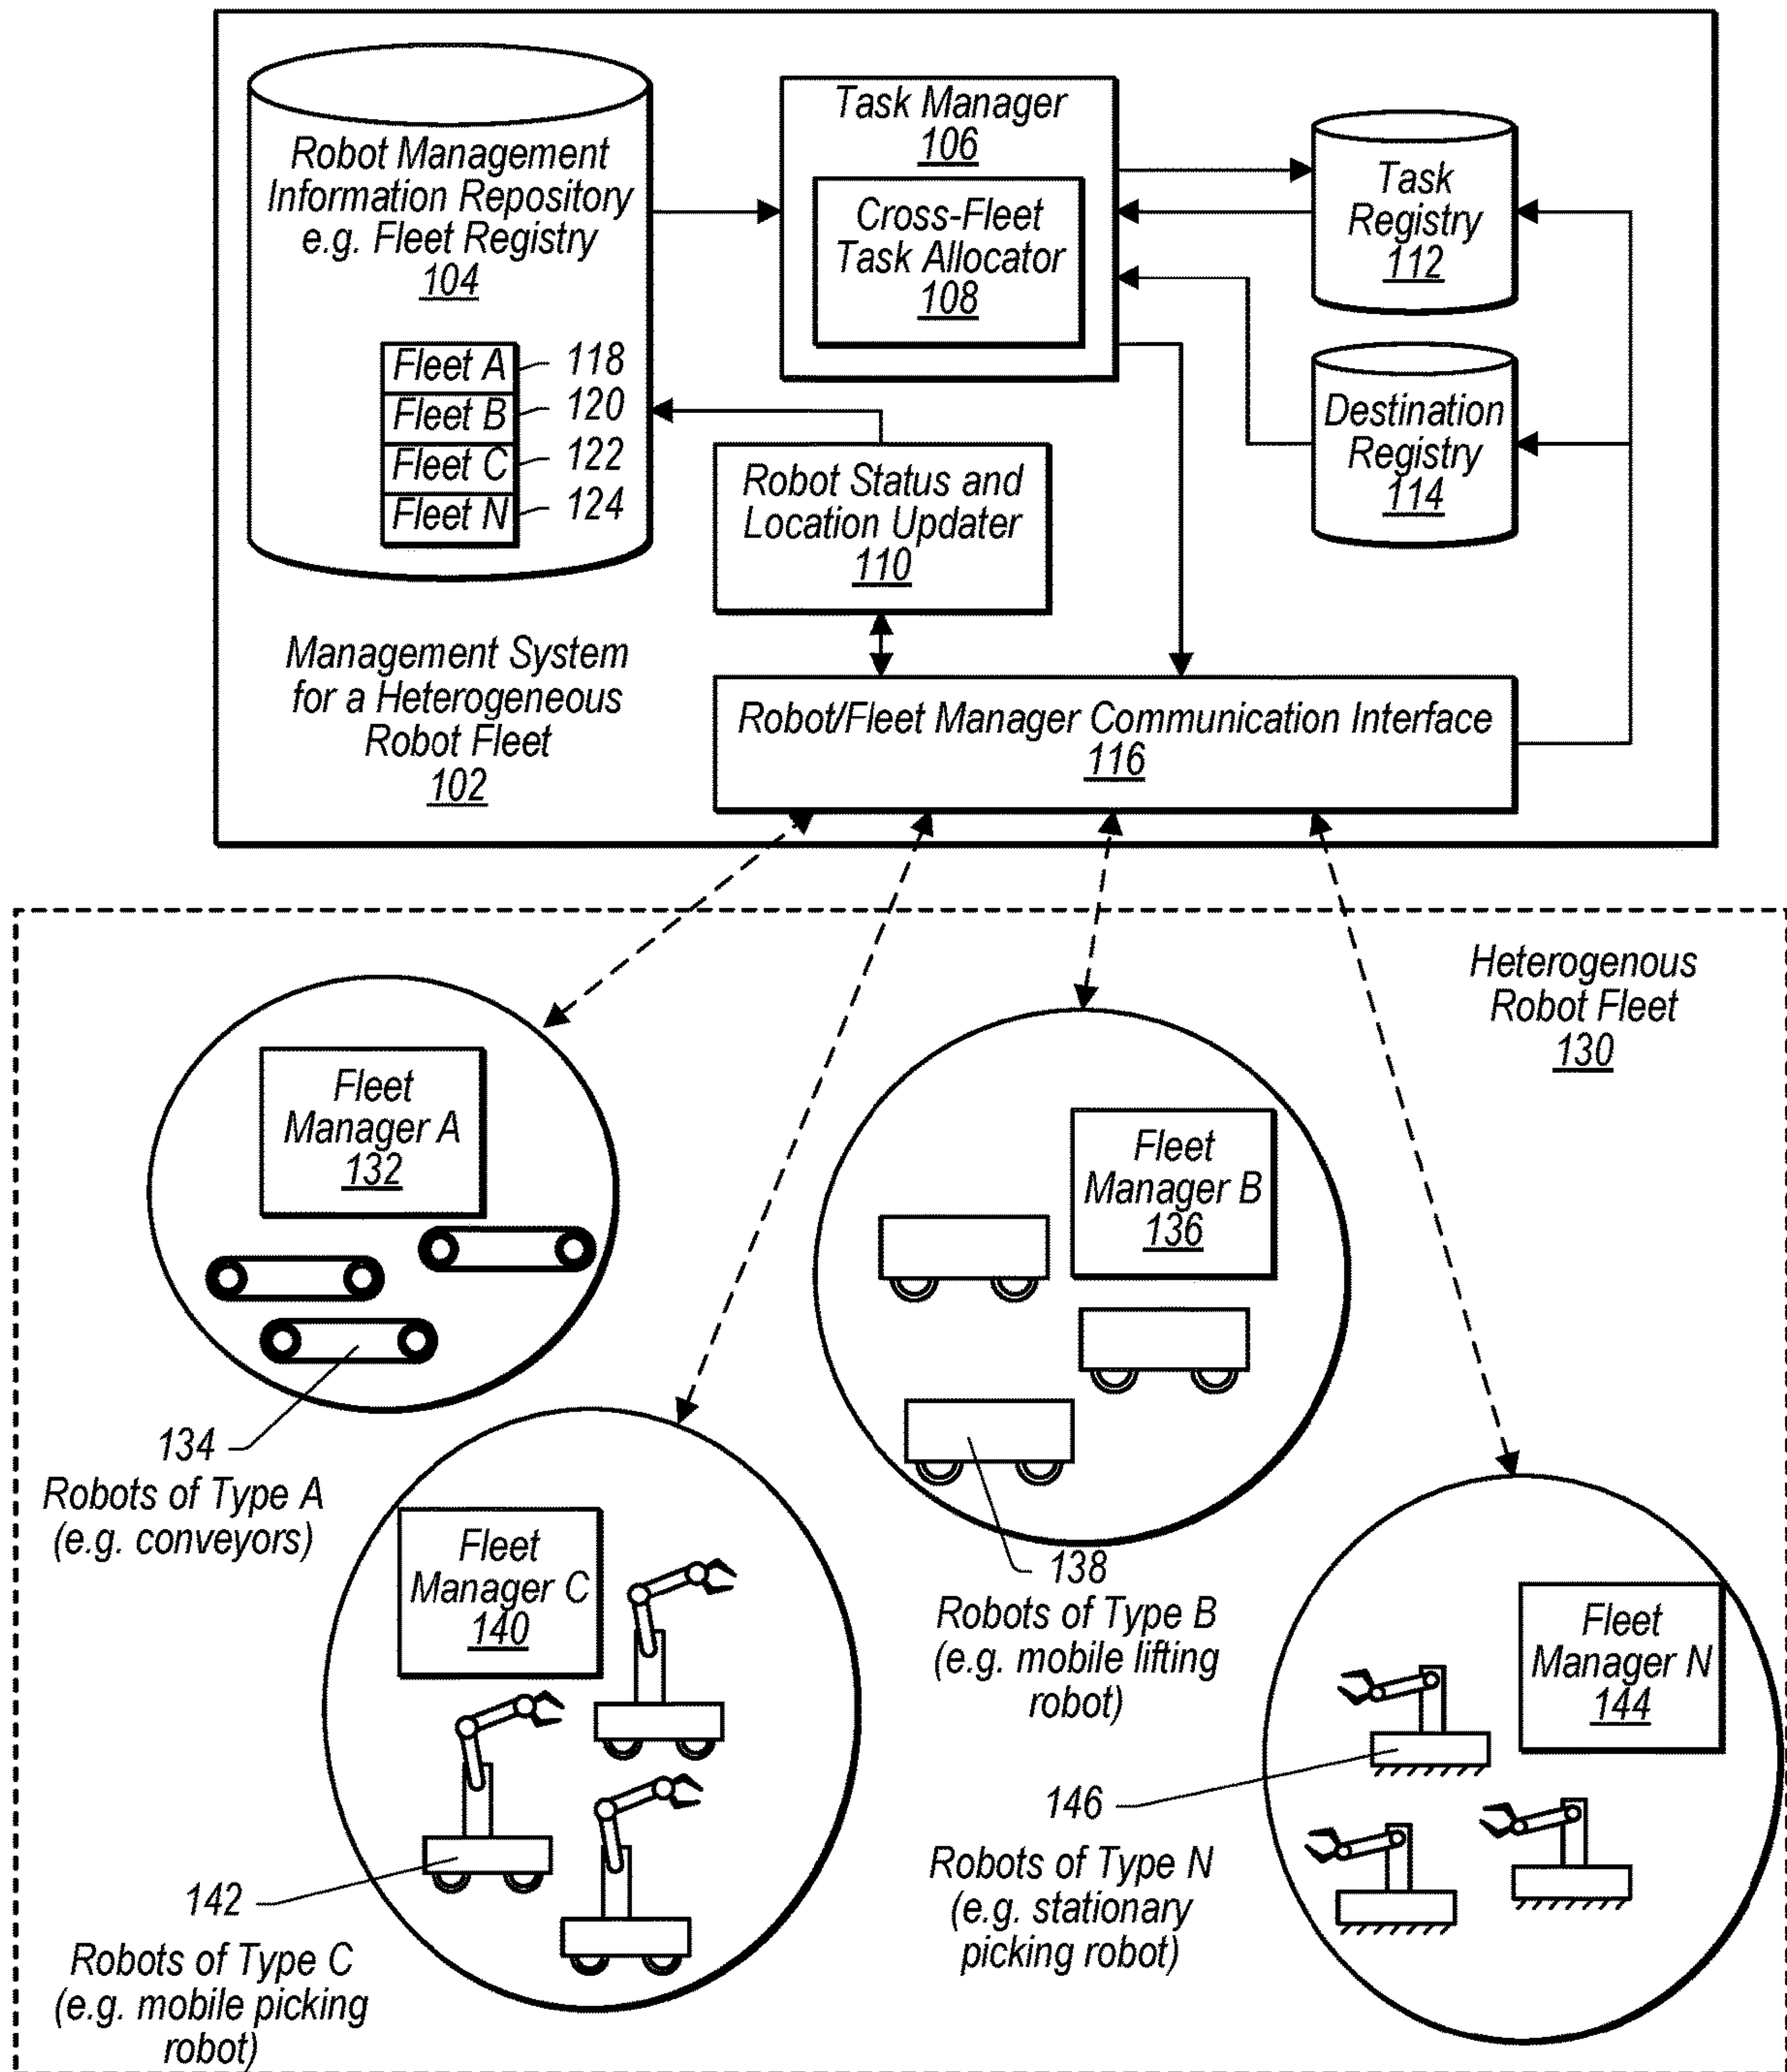 Robot Management
Information Repository
e.g. Fleet Registry
104
Fleet A
118
Fleet B
120
Fleet C
122
Fleet N
124
Task Manager
106
Cross-Fleet
Task Allocator
108
Task
Registry
112
Destination
Registry
114
Robot Status and
Location Updater
110
Management System
for a Heterogeneous
Robot Fleet
102
Robot/Fleet Manager Communication Interface
116
Heterogenous
Robot Fleet
130
Fleet
Manager A
132
134
Robots of Type A
(e.g. conveyors)
Fleet
Manager B
136
138
Robots of Type B
(e.g. mobile lifting
robot)
Fleet
Manager C
140
142
Robots of Type C
(e.g. mobile picking
robot)
Fleet
Manager N
144
146
Robots of Type N
(e.g. stationary
picking robot)